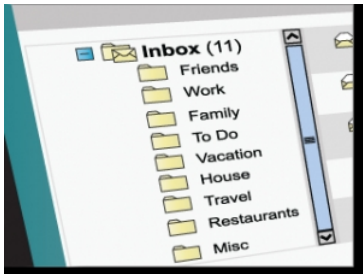 Inbox (11)
Friends
Work
Family
To Do
Vacation
House
Travel
Restaurants
Misc